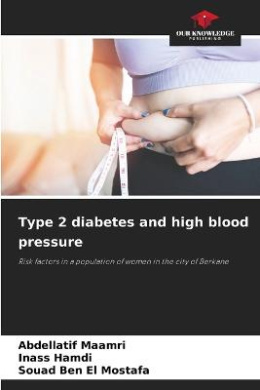 OUR KNOWLEDGE
PUBLISHING
Type 2 diabetes and high blood
pressure
Risk factors in a population of women in the city of Berkane
Abdellatif Maamri
Inass Hamdi
Souad Ben El Mostafa